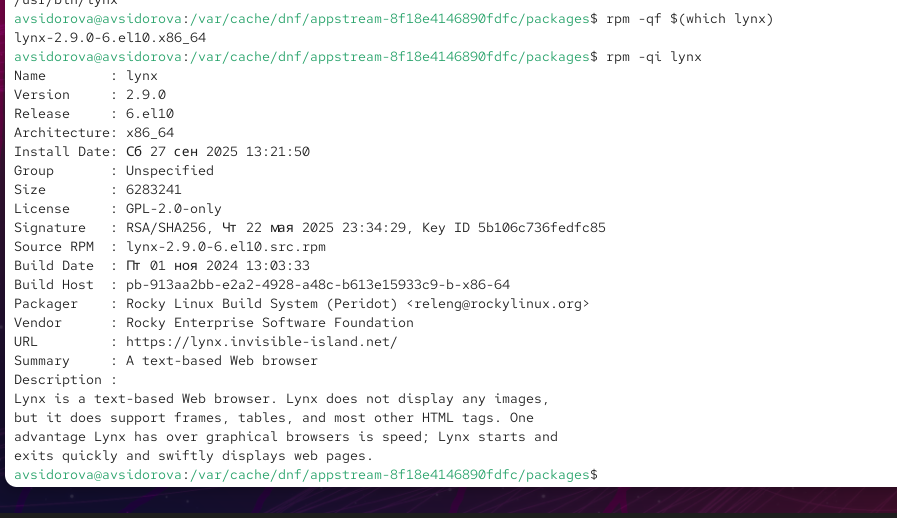 /usr/bin/lynx
avsidorova@avsidorova:/var/cache/dnf/appstream-8f18e4146890fdfc/packages$ rpm -qf $(which lynx)
lynx-2.9.0-6.el10.x86_64
avsidorova@avsidorova:/var/cache/dnf/appstream-8f18e4146890fdfc/packages$ rpm -qi lynx
Name        : lynx
Version     : 2.9.0
Release     : 6.el10
Architecture: x86_64
Install Date: Сб 27 сен 2025 13:21:50
Group       : Unspecified
Size        : 6283241
License     : GPL-2.0-only
Signature   : RSA/SHA256, Чт 22 мая 2025 23:34:29, Key ID 5b106c736fedfc85
Source RPM  : lynx-2.9.0-6.el10.src.rpm
Build Date  : Пт 01 ноя 2024 13:03:33
Build Host  : pb-913aa2bb-e2a2-4928-a48c-b613e15933c9-b-x86-64
Packager    : Rocky Linux Build System (Peridot) <releng@rockylinux.org>
Vendor      : Rocky Enterprise Software Foundation
URL         : https://lynx.invisible-island.net/
Summary     : A text-based Web browser
Description :
Lynx is a text-based Web browser. Lynx does not display any images,
but it does support frames, tables, and most other HTML tags. One
advantage Lynx has over graphical browsers is speed; Lynx starts and
exits quickly and swiftly displays web pages.
avsidorova@avsidorova:/var/cache/dnf/appstream-8f18e4146890fdfc/packages$